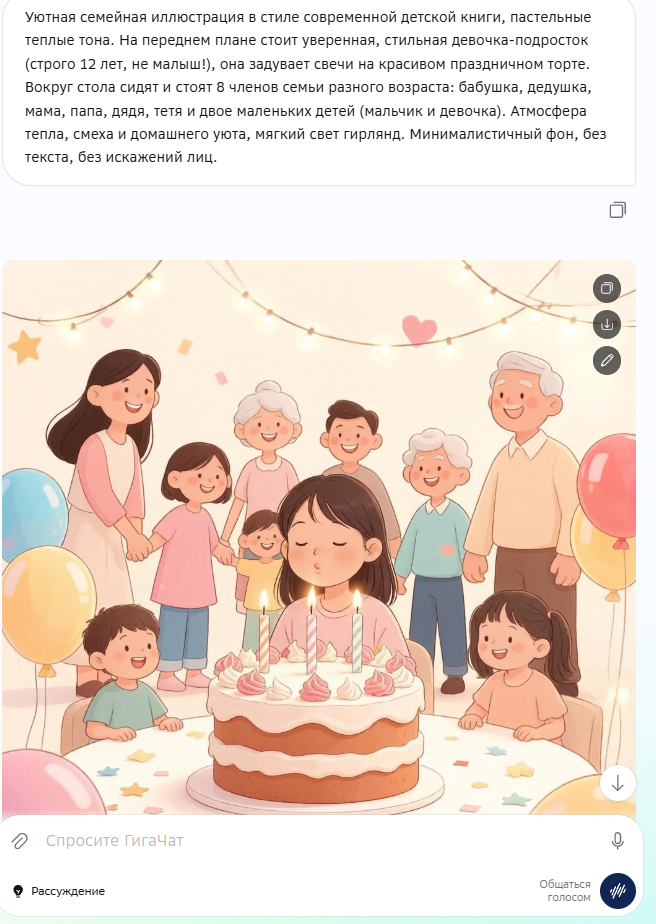 Уютная семейная иллюстрация в стиле современной детской книги, пастельные
теплые тона. На переднем плане стоит уверенная, стильная девочка-подросток
(строго 12 лет, не малыш!), она задувает свечи на красивом праздничном торте.
Вокруг стола сидят и стоят 8 членов семьи разного возраста: бабушка, дедушка,
мама, папа, дядя, тетя и двое маленьких детей (мальчик и девочка). Атмосфера
тепла, смеха и домашнего уюта, мягкий свет гирлянд. Минималистичный фон, без
текста, без искажений лиц.
Спросите ГигаЧат
Рассуждение
Общаться
голосом